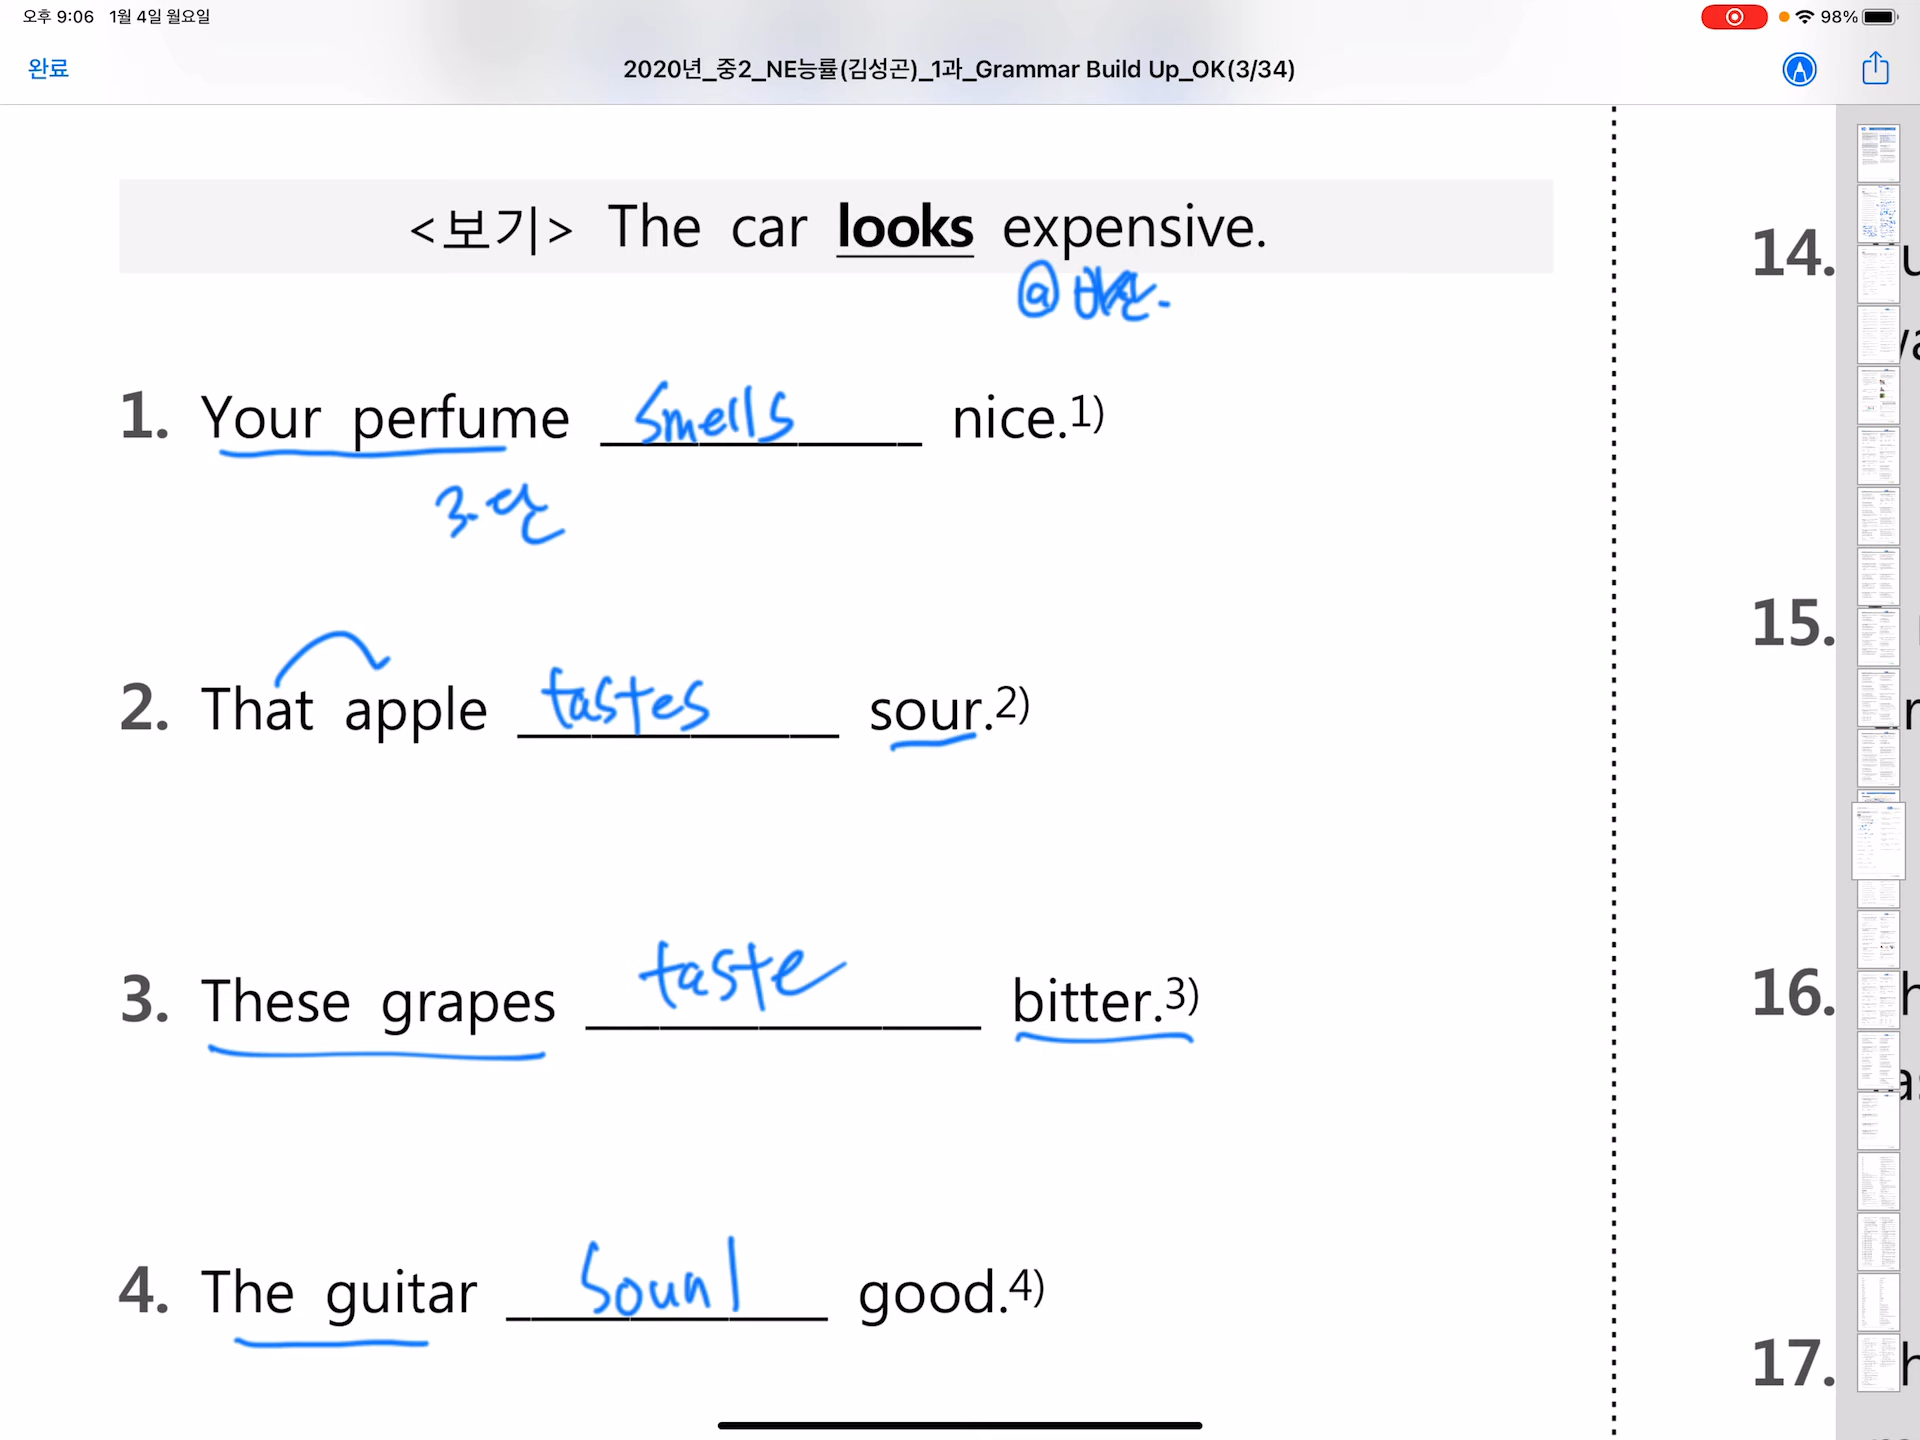 오후 9:06 1월 4일 월요일 98%
완료 2020년_중2_NE능률(김성곤)_1과_Grammar Build Up_OK(3/34)
<보기> The car looks expensive.
ⓐ
1. Your perfume smells nice.1)
3.단
2. That apple tastes sour.2)
3. These grapes taste bitter.3)
4. The guitar soun good.4)
14.
15.
16.
17.